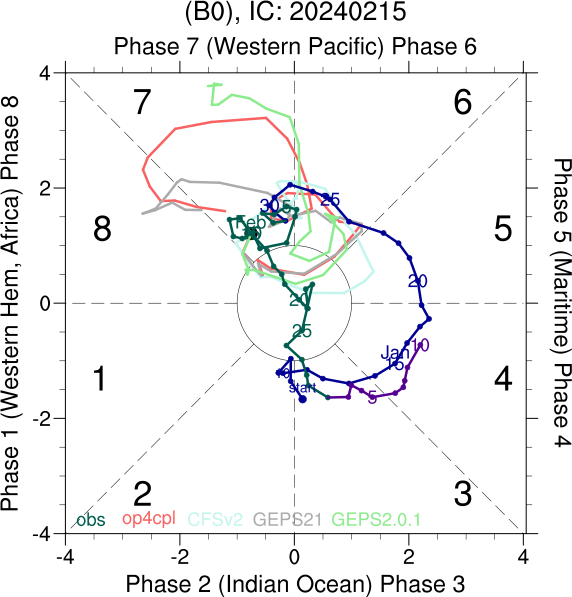 (B0), IC: 20240215
Phase 7 (Western Pacific) Phase 6
4
7
6
Phase 1 (Western Hem, Africa) Phase 8
Phase 5 (Maritime) Phase 4
2
8
5
305
25
Feb
20
0
20
25
Jan10
15
1
4
10
start
5
-2
2
3
obs
op4cpl
CFSv2
GEPS21
GEPS2.0.1
-4
-4
-2
0
2
4
Phase 2 (Indian Ocean) Phase 3